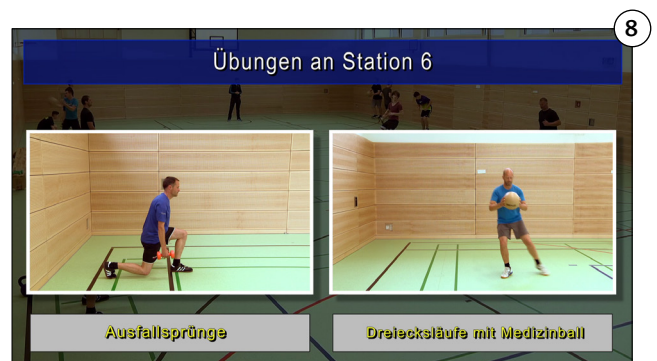 8
Übungen an Station 6
Ausfallsprünge
Dreiecksläufe mit Medizinball